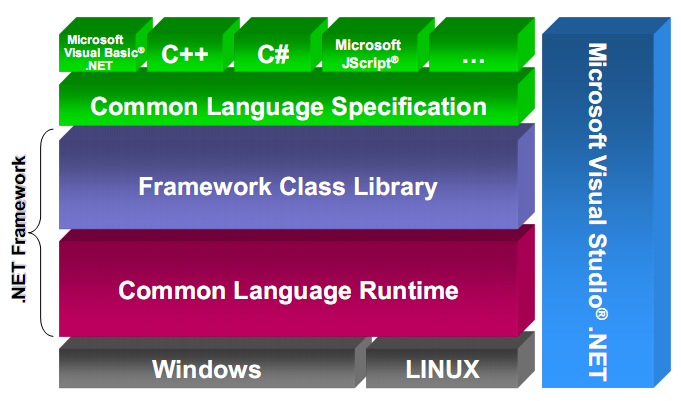 Microsoft
Visual Basic®
.NET
C++
C#
Microsoft
JScript®
...
Common Language Specification
Framework Class Library
Common Language Runtime
Windows
LINUX
.NET Framework
Microsoft Visual Studio® .NET